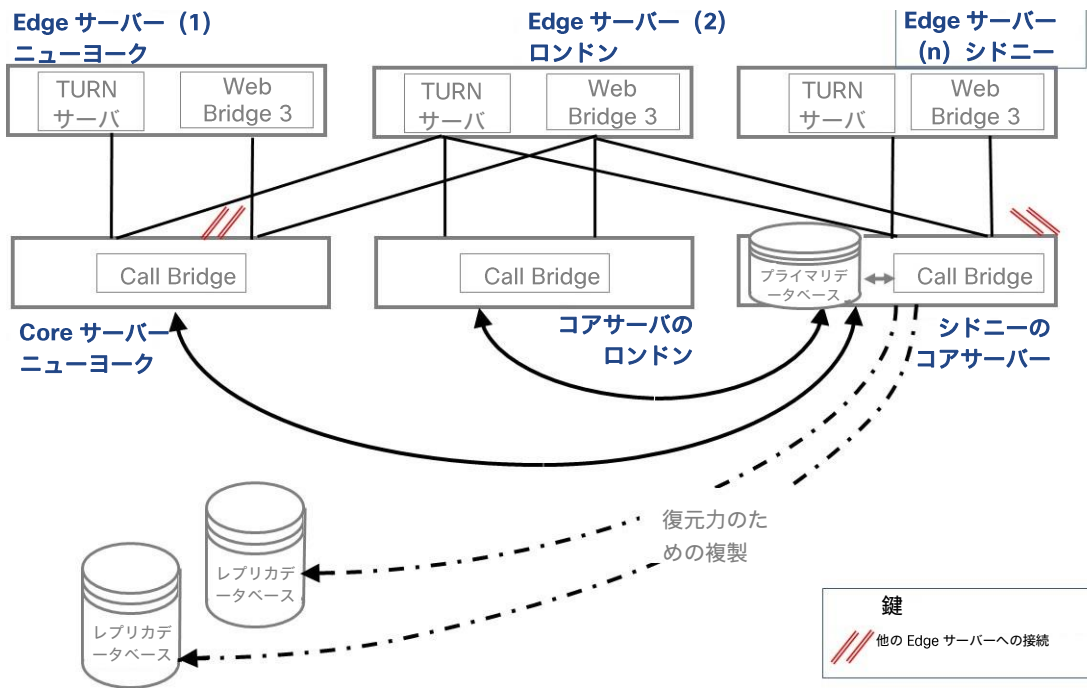 Edge サーバー（1)
ニューヨーク
Edge サーバー（2)
ロンドン
Edge サーバー
（n）シドニー
TURN
サーバ
Web
Bridge 3
TURN
サーバ
Web
Bridge 3
TURN
サーバ
Web
Bridge 3
Call Bridge
Call Bridge
プライマリデ
ータベース
Call Bridge
Core サーバー
ニューヨーク
コアサーバの
ロンドン
シドニーの
コアサーバー
復元力のた
めの複製
レプリカデ
ータベース
レプリカデ
ータベース
鍵
他の Edge サーバーへの接続